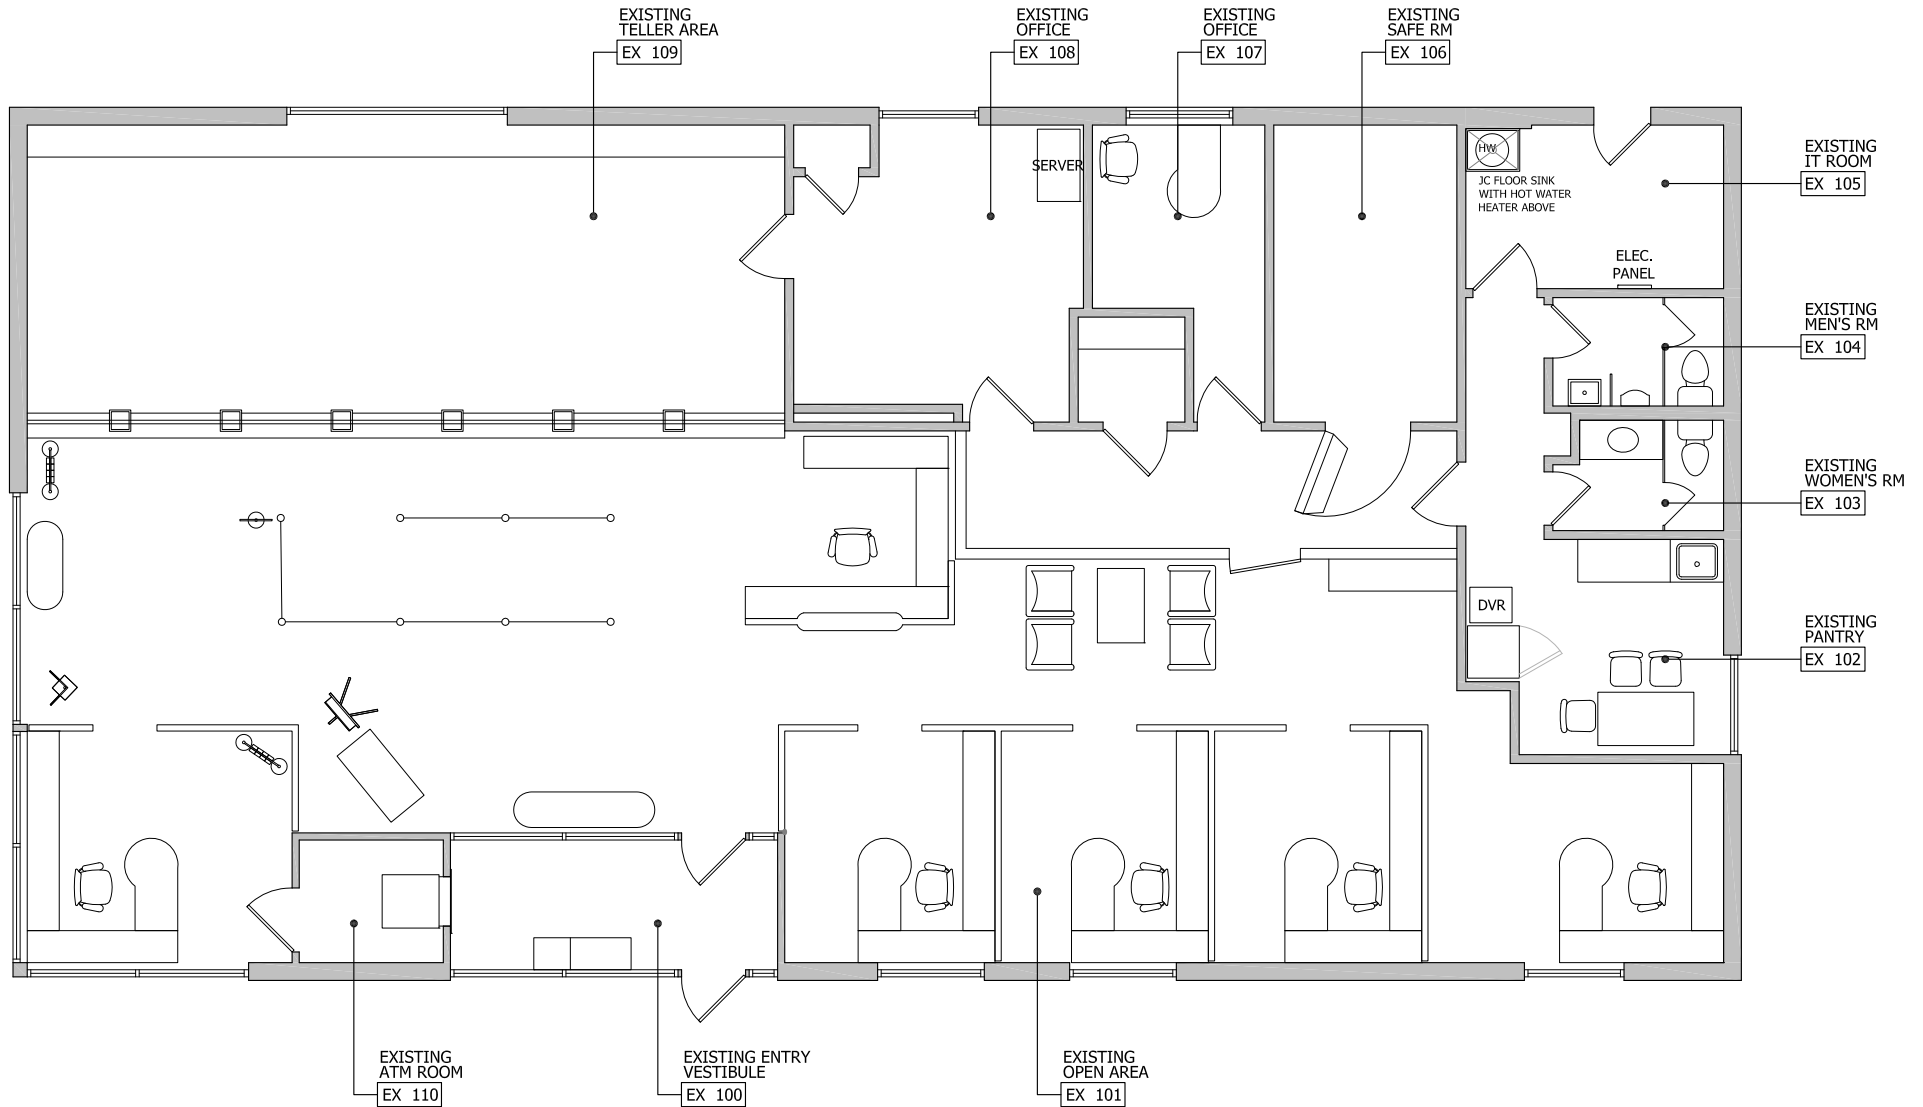 EXISTING
TELLER AREA
EX 109
EXISTING
OFFICE
EX 108
EXISTING
OFFICE
EX 107
EXISTING
SAFE RM
EX 106
EXISTING
IT ROOM
EX 105
HW
JC FLOOR SINK
WITH HOT WATER
HEATER ABOVE
SERVER
ELEC.
PANEL
EXISTING
MEN'S RM
EX 104
EXISTING
WOMEN'S RM
EX 103
DVR
EXISTING
PANTRY
EX 102
EXISTING
ATM ROOM
EX 110
EXISTING ENTRY
VESTIBULE
EX 100
EXISTING
OPEN AREA
EX 101